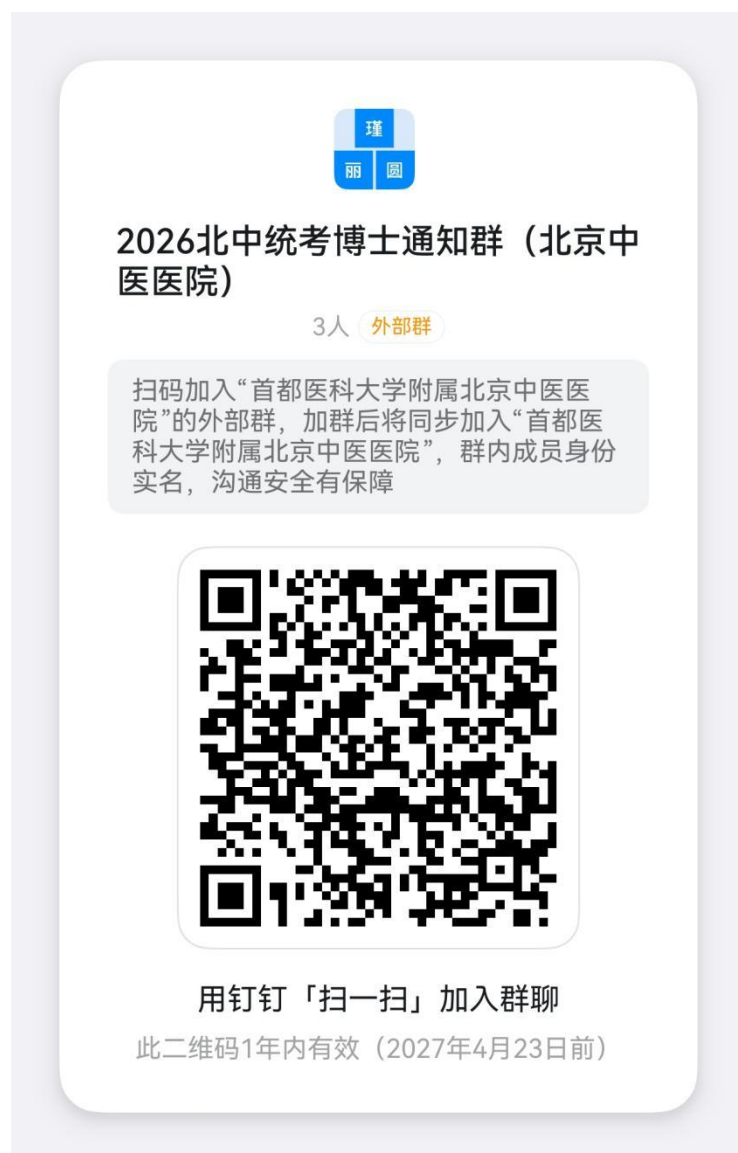 瑾
丽 圆
2026北中统考博士通知群（北京中
医医院）
3人 外部群
扫码加入“首都医科大学附属北京中医医
院”的外部群，加群后将同步加入“首都医
科大学附属北京中医医院”，群内成员身份
实名，沟通安全有保障
用钉钉「扫一扫」加入群聊
此二维码1年内有效（2027年4月23日前）